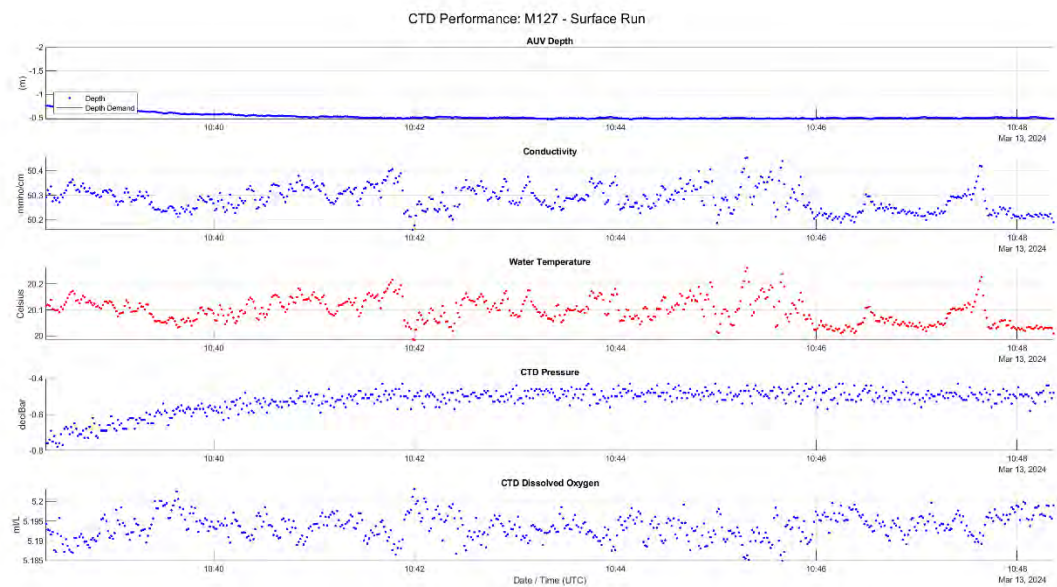 CTD Performance: M127 - Surface Run
AUV Depth
(m)
-2
-1.5
-1
-0.5
Depth
Depth Demand
10:40 10:42 10:44 10:46 10:48
Mar 13, 2024
Conductivity
mmho/cm
50.4
50.3
50.2
10:40 10:42 10:44 10:46 10:48
Mar 13, 2024
Water Temperature
Celsius
20.2
20.1
20
10:40 10:42 10:44 10:46 10:48
Mar 13, 2024
CTD Pressure
deciBar
-0.4
-0.6
-0.8
10:40 10:42 10:44 10:46 10:48
Mar 13, 2024
CTD Dissolved Oxygen
ml/L
5.2
5.195
5.19
5.185
10:40 10:42 10:44 10:46 10:48
Date / Time (UTC)
Mar 13, 2024